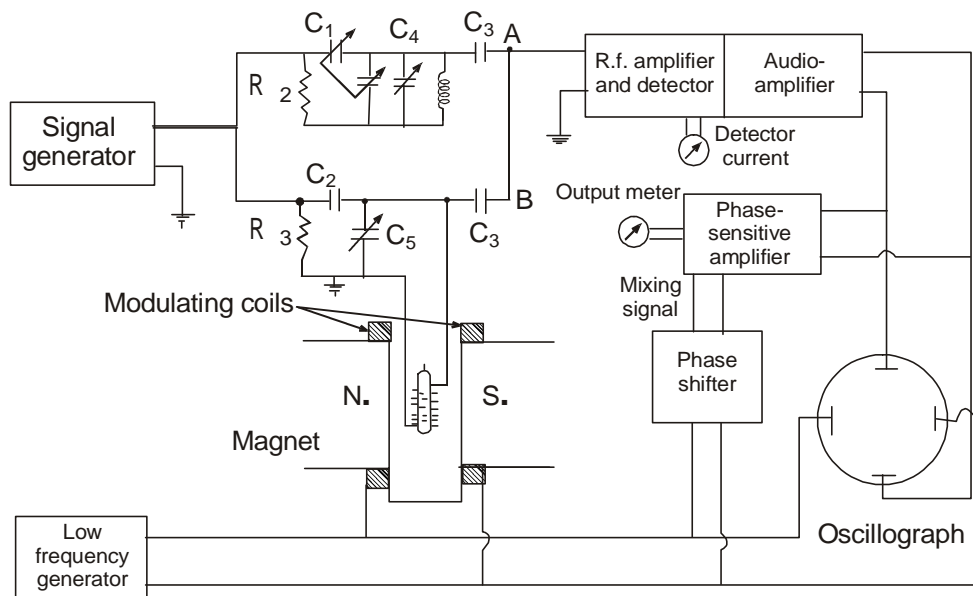 C1
C4
C3
A
R 2
R.f. amplifier
and detector
Audio-
amplifier
Signal
generator
Detector
current
C2
B
Output meter
R 3
C5
C3
Phase-
sensitive
amplifier
Modulating coils
Mixing
signal
Phase
shifter
N.
S.
Magnet
Low
frequency
generator
Oscillograph